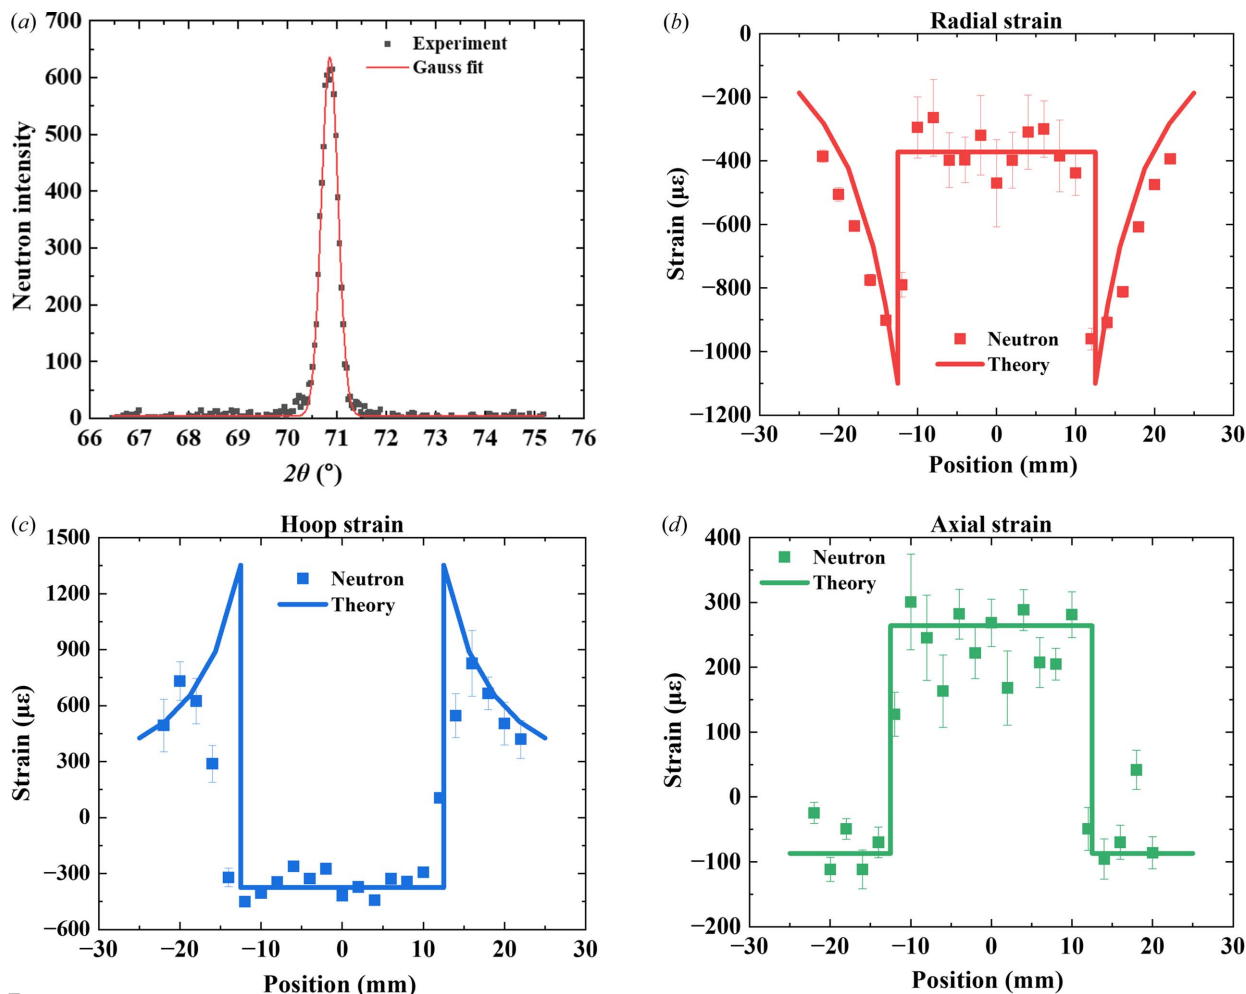 (a)
700
600
500
400
300
200
100
0
Neutron intensity
Experiment
Gauss fit
66 67 68 69 70 71 72 73 74 75 76
2θ (°)
(b)
Radial strain
0
−200
−400
−600
−800
−1000
−1200
Strain (με)
Neutron
Theory
−30 −20 −10 0 10 20 30
Position (mm)
(c)
Hoop strain
1500
1200
900
600
300
0
−300
−600
Strain (με)
Neutron
Theory
−30 −20 −10 0 10 20 30
Position (mm)
(d)
Axial strain
400
300
200
100
0
−100
−200
Strain (με)
Neutron
Theory
−30 −20 −10 0 10 20 30
Position (mm)